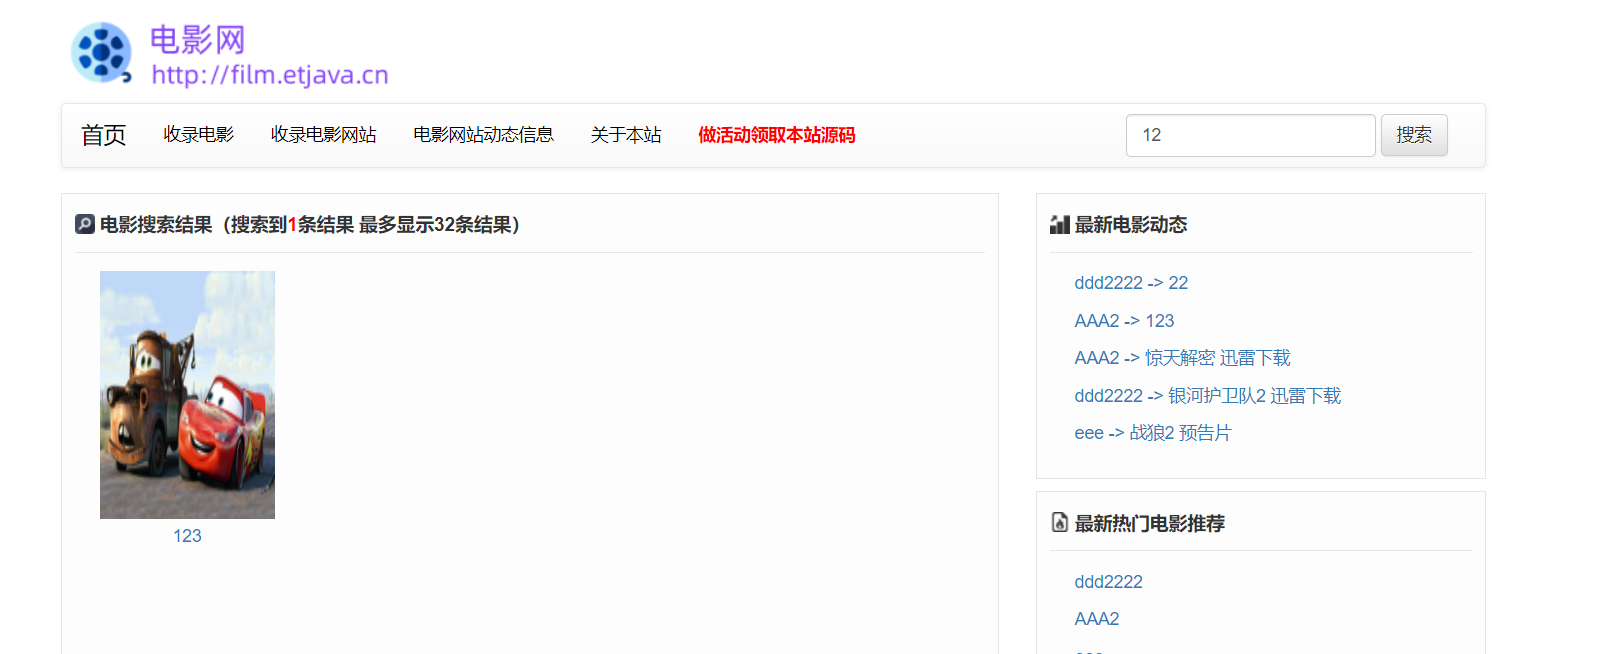 电影网
http://film.etjava.cn
首页 收录电影 收录电影网站 电影网站动态信息 关于本站 做活动领取本站源码 12 搜索
电影搜索结果（搜索到1条结果 最多显示32条结果）
123
最新电影动态
ddd2222 -> 22
AAA2 -> 123
AAA2 -> 惊天解密 迅雷下载
ddd2222 -> 银河护卫队2 迅雷下载
eee -> 战狼2 预告片
最新热门电影推荐
ddd2222
AAA2